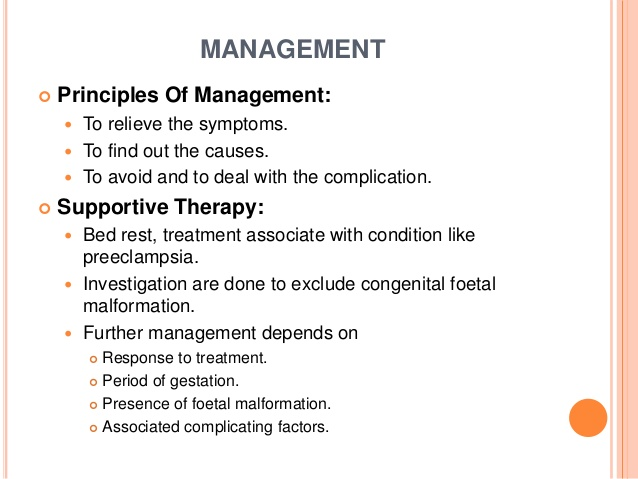 MANAGEMENT
Principles Of Management:
To relieve the symptoms.
To find out the causes.
To avoid and to deal with the complication.
Supportive Therapy:
Bed rest, treatment associate with condition like
preeclampsia.
Investigation are done to exclude congenital foetal
malformation.
Further management depends on
Response to treatment.
Period of gestation.
Presence of foetal malformation.
Associated complicating factors.